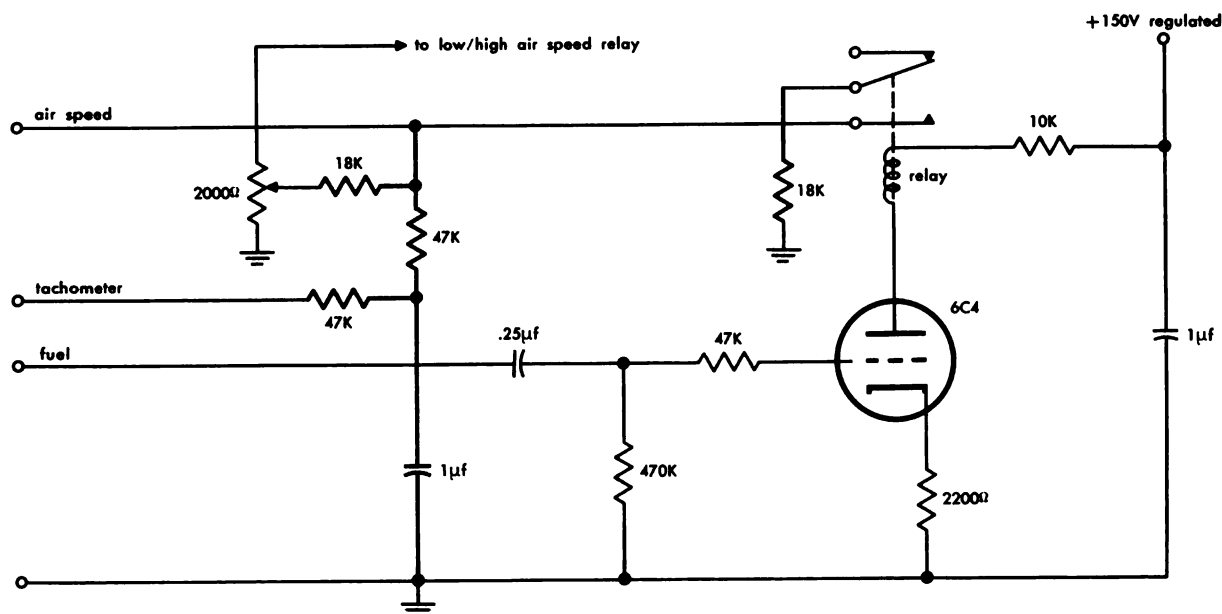 +150V regulated
to low/high air speed relay
air speed
10K
18K
2000Ω
18K
relay
47K
tachometer
47K
6C4
fuel
.25µf
47K
1µf
1µf
470K
2200Ω